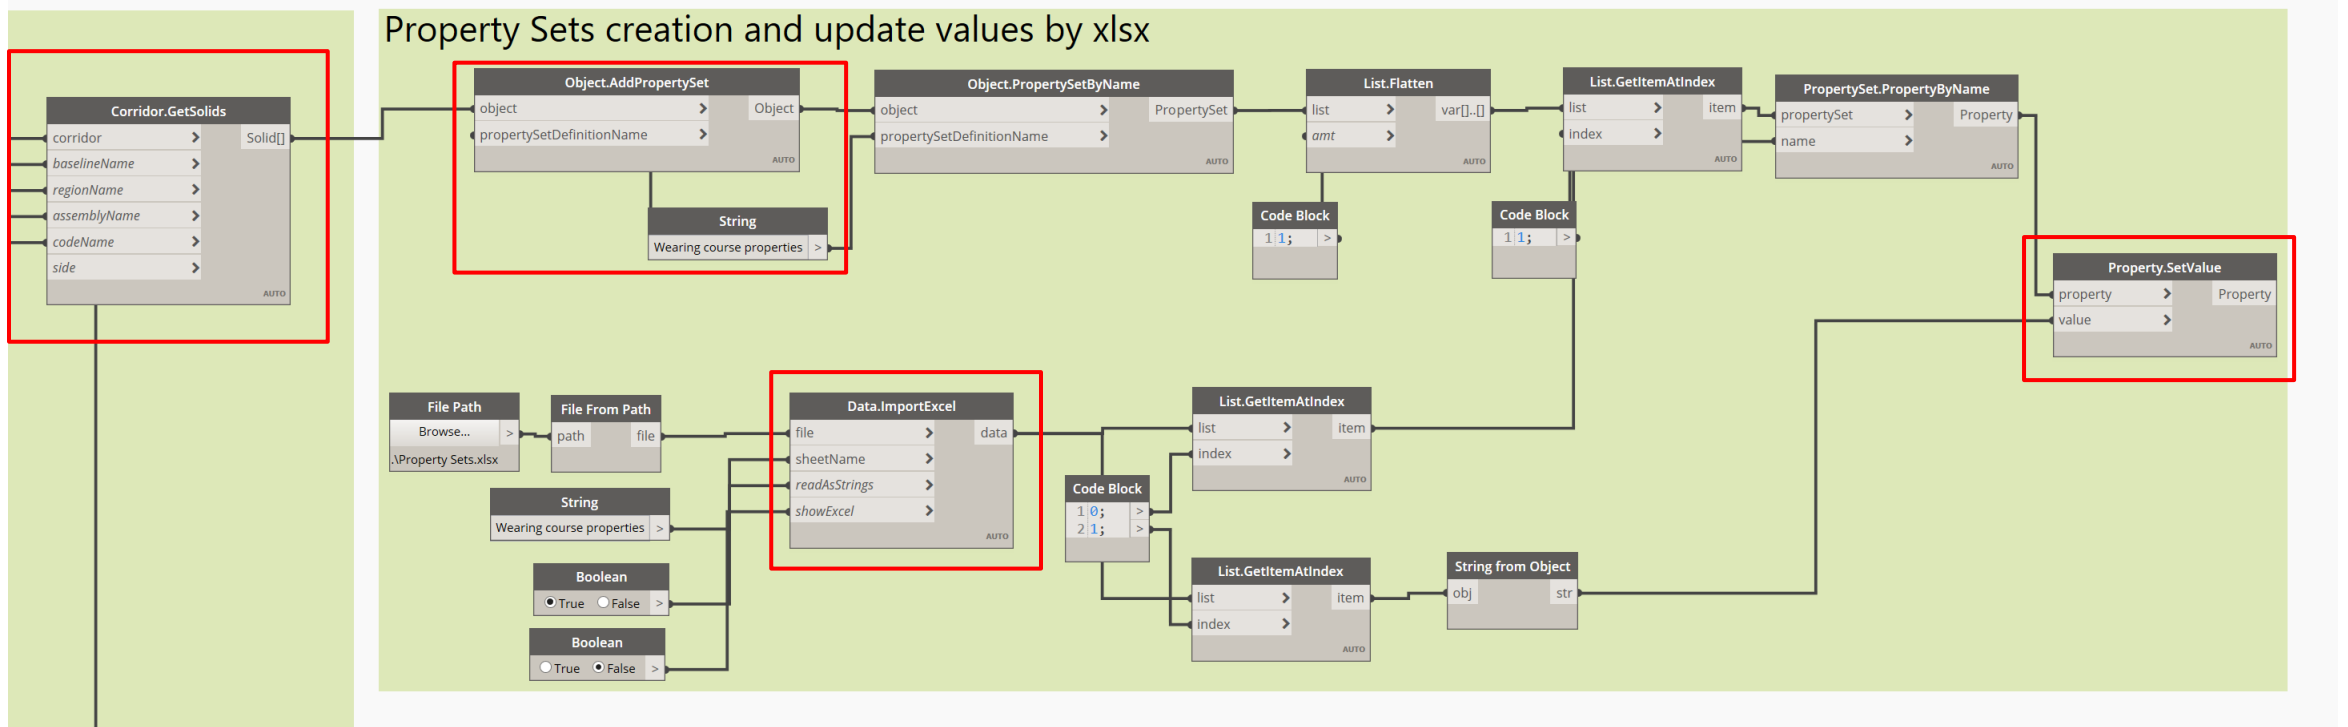 Property Sets creation and update values by xlsx
Corridor.GetSolids
corridor > Solid[]
baselineName >
regionName >
assemblyName >
codeName >
side >
AUTO
Object.AddPropertySet
object > Object
propertySetDefinitionName >
AUTO
String
Wearing course properties >
Object.PropertySetByName
object > PropertySet
propertySetDefinitionName >
AUTO
List.Flatten
list > var[]..[]
amt >
AUTO
Code Block
1 1; >
List.GetItemAtIndex
list > item
index >
AUTO
Code Block
1 1; >
PropertySet.PropertyByName
propertySet > Property
name >
AUTO
Property.SetValue
property > Property
value >
AUTO
File Path
Browse... >
.\Property Sets.xlsx
File From Path
path file
String
Wearing course properties >
Boolean
True False >
Boolean
True False >
Data.ImportExcel
file > data
sheetName >
readAsStrings >
showExcel >
AUTO
Code Block
1 0; >
2 1; >
List.GetItemAtIndex
list > item
index >
AUTO
List.GetItemAtIndex
list > item
index >
AUTO
String from Object
obj str